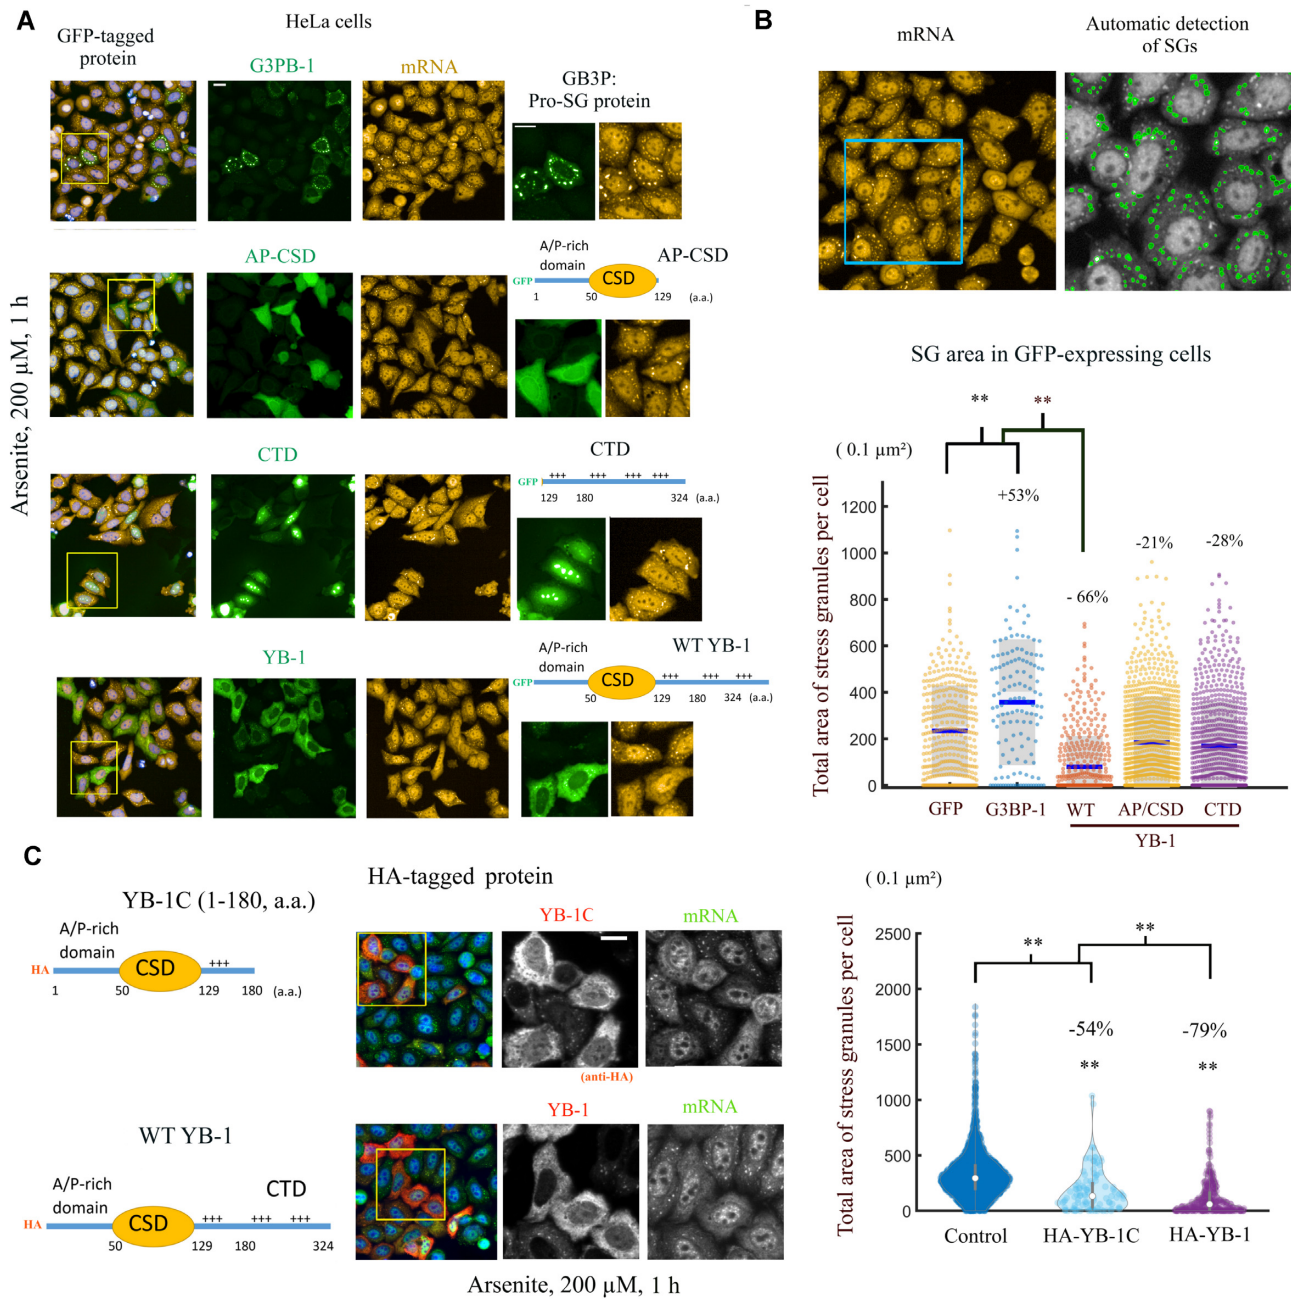 A
HeLa cells
GFP-tagged
protein
G3PB-1
mRNA
GB3P:
Pro-SG protein
Arsenite, 200 µM, 1 h
AP-CSD
A/P-rich
domain
AP-CSD
CSD
GFP
1 50 129 (a.a.)
CTD
CTD
+++ +++ +++ +++
GFP
129 180 324 (a.a.)
YB-1
A/P-rich
domain
WT YB-1
CSD
+++ +++ +++
GFP
50 129 180 324 (a.a.)
B
mRNA
Automatic detection
of SGs
SG area in GFP-expressing cells
** **
( 0.1 µm²)
Total area of stress granules per cell
1200
1000
800
600
400
200
0
+53%
- 66%
-21%
-28%
GFP G3BP-1 WT AP/CSD CTD
YB-1
C
YB-1C (1-180, a.a.)
A/P-rich
domain
CSD
+++
HA
1 50 129 180 (a.a.)
WT YB-1
A/P-rich
domain
CTD
CSD
+++ +++ +++
HA
50 129 180 324
HA-tagged protein
YB-1C
mRNA
(anti-HA)
YB-1
mRNA
Arsenite, 200 µM, 1 h
( 0.1 µm²)
Total area of stress granules per cell
2500
2000
1500
1000
500
0
** **
-54% -79%
** **
Control HA-YB-1C HA-YB-1